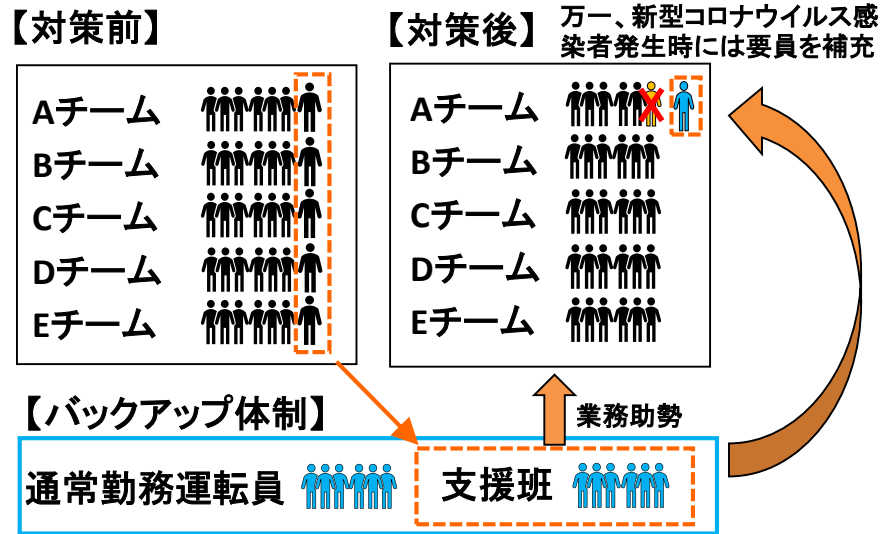 【対策前】
Aチーム
Bチーム
Cチーム
Dチーム
Eチーム
【対策後】
万一、新型コロナウイルス感
染者発生時には要員を補充
Aチーム
Bチーム
Cチーム
Dチーム
Eチーム
業務助勢
【バックアップ体制】
通常勤務運転員
支援班